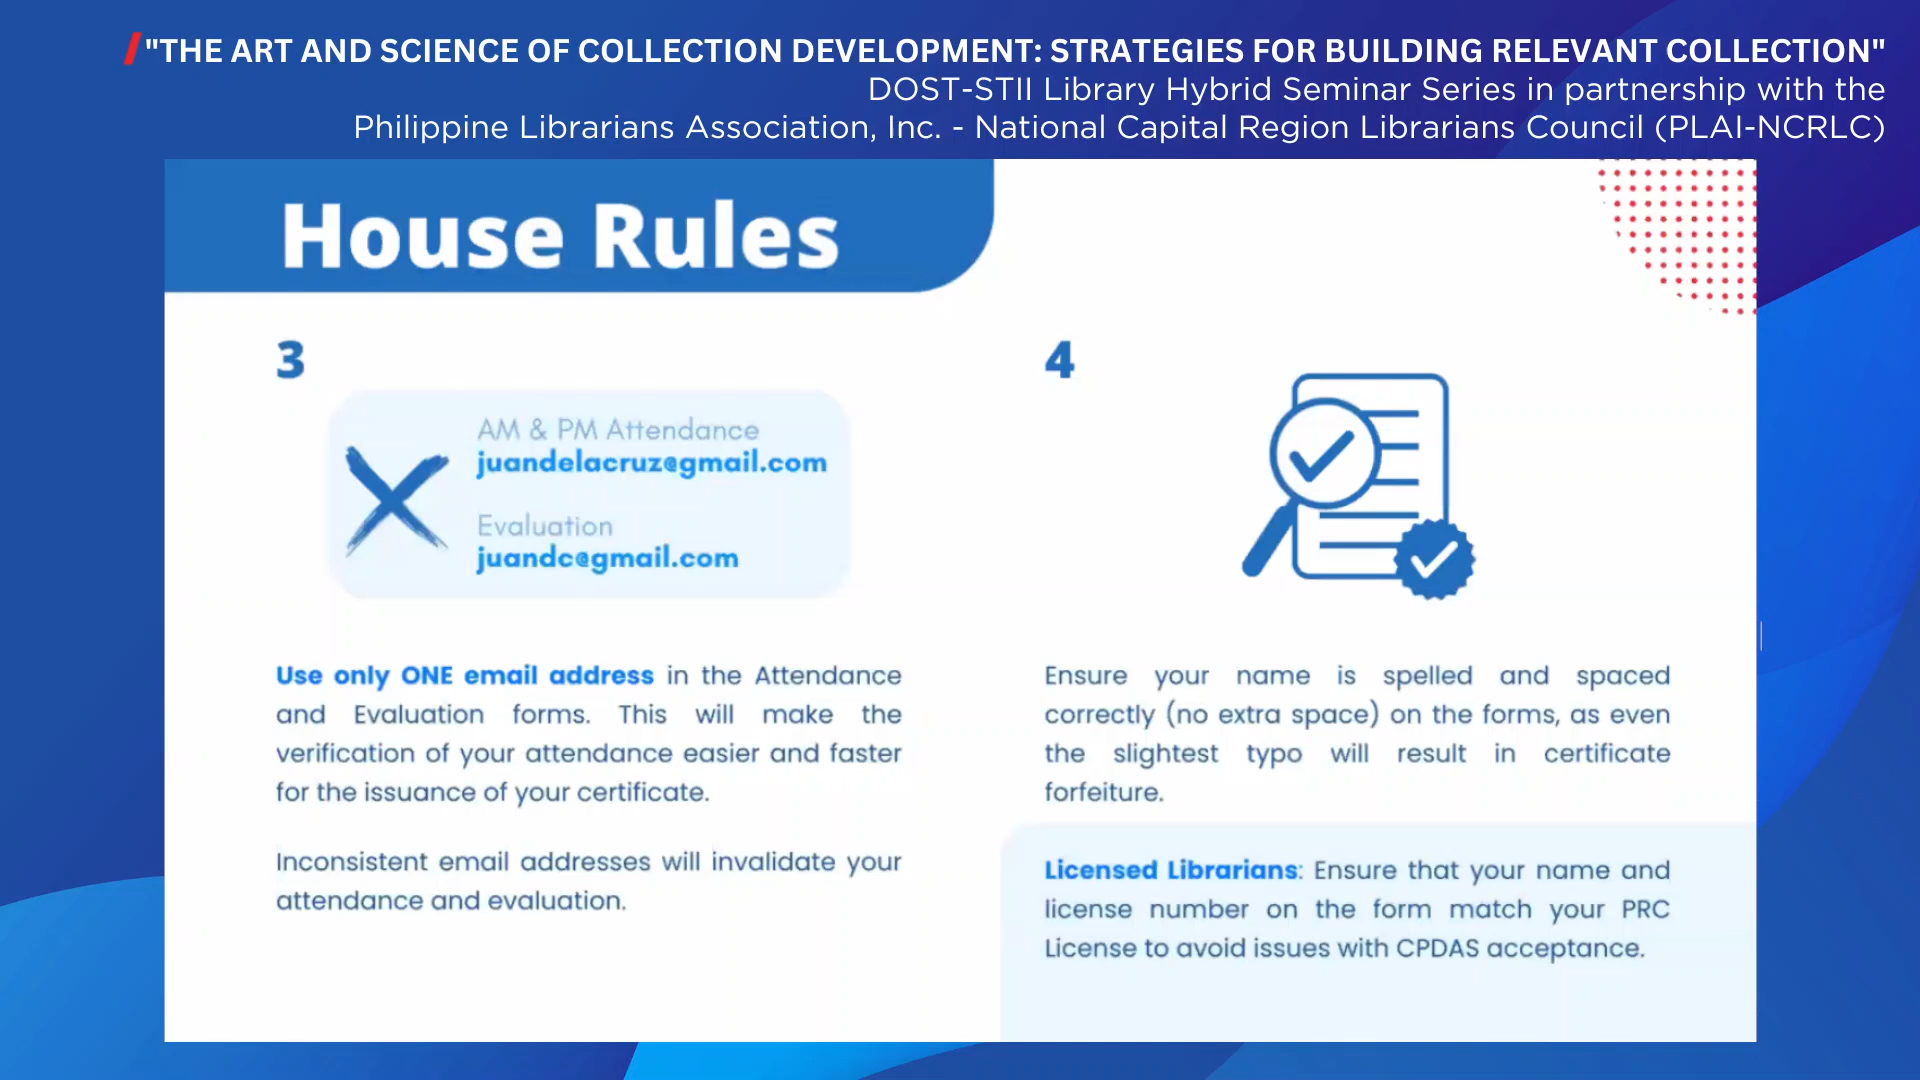 "THE ART AND SCIENCE OF COLLECTION DEVELOPMENT: STRATEGIES FOR BUILDING RELEVANT COLLECTION"
DOST-STII Library Hybrid Seminar Series in partnership with the
Philippine Librarians Association, Inc. - National Capital Region Librarians Council (PLAI-NCRLC)
House Rules
3
AM & PM Attendance
juandelacruz@gmail.com
Evaluation
juandc@gmail.com
Use only ONE email address in the Attendance
and Evaluation forms. This will make the
verification of your attendance easier and faster
for the issuance of your certificate.
Inconsistent email addresses will invalidate your
attendance and evaluation.
4
Ensure your name is spelled and spaced
correctly (no extra space) on the forms, as even
the slightest typo will result in certificate
forfeiture.
Licensed Librarians: Ensure that your name and
license number on the form match your PRC
License to avoid issues with CPDAS acceptance.